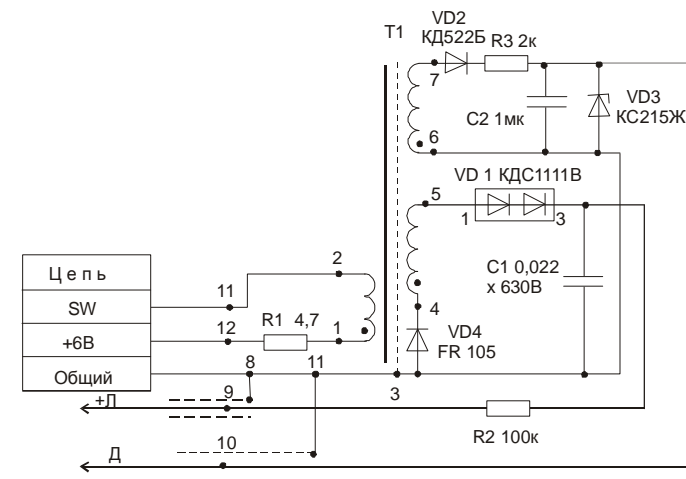 VD2
T1
КД522Б
R3 2к
7
VD3
КС215Ж
C2 1мк
6
VD 1 КДС1111В
5
1
3
2
C1 0,022
х 630В
Ц е п ь
11
SW
4
12
R1 4,7
1
+6В
VD4
FR 105
8
11
Общий
9
3
+Л
R2 100к
10
Д